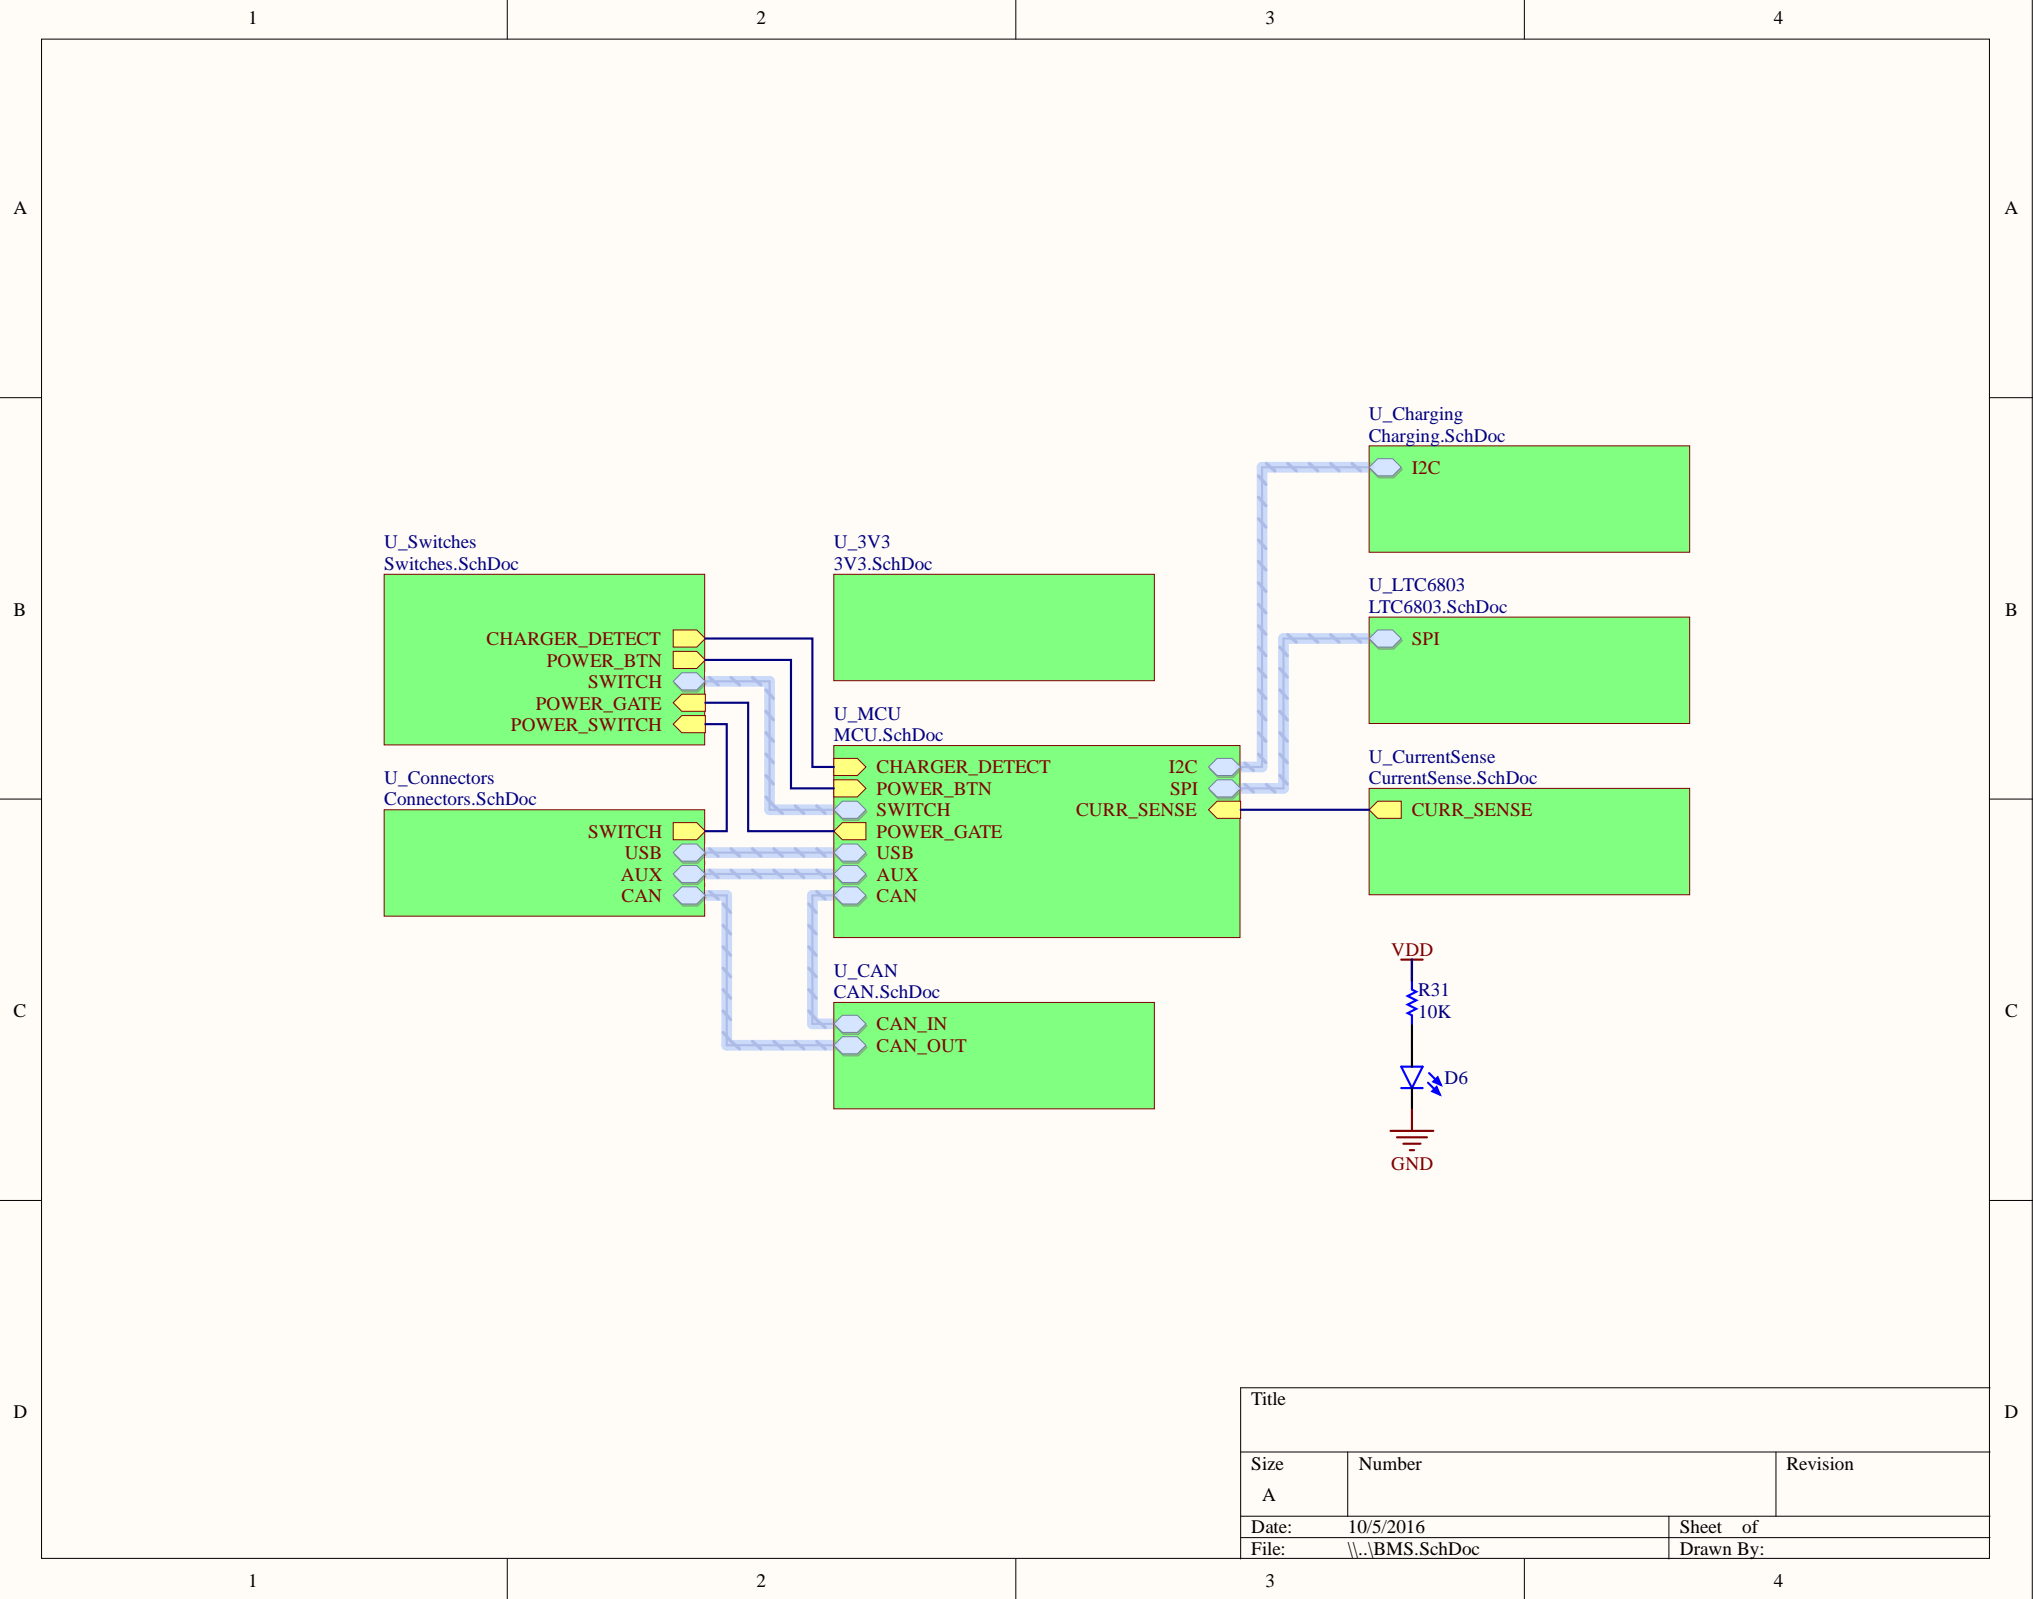 1 2 3 4
A A
U_Charging
Charging.SchDoc
I2C
U_Switches
Switches.SchDoc
CHARGER_DETECT
POWER_BTN
SWITCH
POWER_GATE
POWER_SWITCH
U_3V3
3V3.SchDoc
U_LTC6803
LTC6803.SchDoc
SPI
B B
U_MCU
MCU.SchDoc
CHARGER_DETECT I2C
POWER_BTN SPI
SWITCH CURR_SENSE
POWER_GATE
USB
AUX
CAN
U_CurrentSense
CurrentSense.SchDoc
CURR_SENSE
U_Connectors
Connectors.SchDoc
SWITCH
USB
AUX
CAN
U_CAN
CAN.SchDoc
CAN_IN
CAN_OUT
VDD
R31
10K
D6
GND
C C
D D
Title
Size Number Revision
A
Date: 10/5/2016 Sheet of
File: \\..\BMS.SchDoc Drawn By:
1 2 3 4